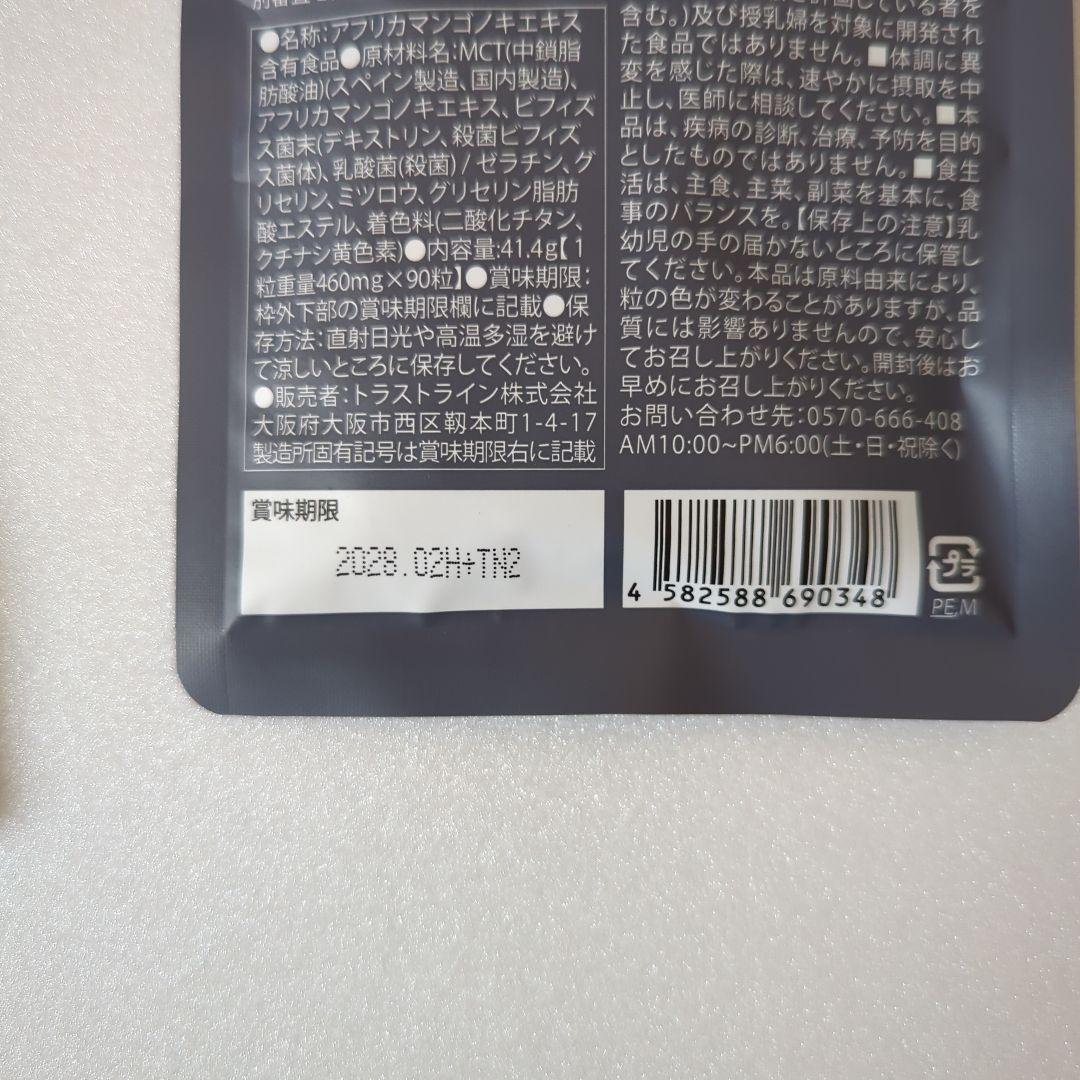 ●名称：アフリカマンゴノキエキス
含有食品●原材料名：MCT(中鎖脂
肪酸油)(スペイン製造、国内製造)、
アフリカマンゴノキエキス、ビフィズ
ス菌末(デキストリン、殺菌ビフィズ
ス菌体)、乳酸菌(殺菌) / ゼラチン、グ
リセリン、ミツロウ、グリセリン脂肪
酸エステル、着色料(二酸化チタン、
クチナシ黄色素)●内容量：41.4g【1
粒重量460mg×90粒】●賞味期限：
枠外下部の賞味期限欄に記載●保
存方法：直射日光や高温多湿を避け
て涼しいところに保存してください。
●販売者：トラストライン株式会社
大阪府大阪市西区靱本町1-4-17
製造所固有記号は賞味期限右に記載
している者を
含む。)及び授乳婦を対象に開発され
た食品ではありません。■体調に異
変を感じた際は、速やかに摂取を中
止し、医師に相談してください。■本
品は、疾病の診断、治療、予防を目的
としたものではありません。■食生
活は、主食、主菜、副菜を基本に、食
事のバランスを。【保存上の注意】乳
幼児の手の届かないところに保管し
てください。本品は原料由来により、
粒の色が変わることがありますが、品
質には影響ありませんので、安心し
てお召し上がりください。開封後はお
早めにお召し上がりください。
お問い合わせ先：0570-666-408
AM10:00~PM6:00(土・日・祝除く)
賞味期限
2028.02H+TN2
4 582588 690348
プラ
PE,M